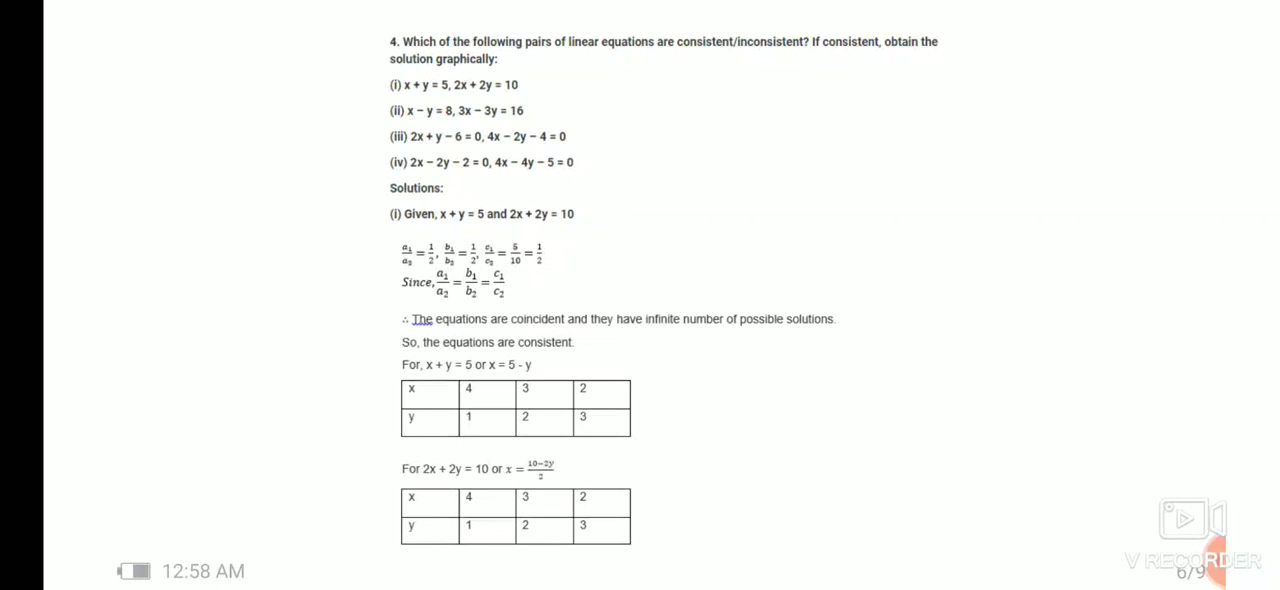 4. Which of the following pairs of linear equations are consistent/inconsistent? If consistent, obtain the
solution graphically:
(i) x + y = 5, 2x + 2y = 10
(ii) x – y = 8, 3x – 3y = 16
(iii) 2x + y – 6 = 0, 4x – 2y – 4 = 0
(iv) 2x – 2y – 2 = 0, 4x – 4y – 5 = 0
Solutions:
(i) Given, x + y = 5 and 2x + 2y = 10
a₁/a₂ = 1/2, b₁/b₂ = 1/2, c₁/c₂ = 5/10 = 1/2
Since, a₁/a₂ = b₁/b₂ = c₁/c₂
∴ The equations are coincident and they have infinite number of possible solutions.
So, the equations are consistent.
For, x + y = 5 or x = 5 - y
x 4 3 2
y 1 2 3
For 2x + 2y = 10 or x = 10−2y/2
x 4 3 2
y 1 2 3
V RECORDER
12:58 AM
6/9